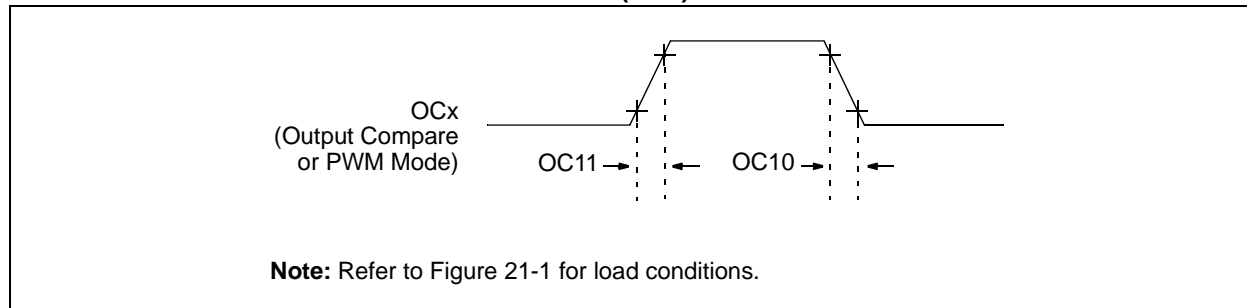 OCx
(Output Compare
or PWM Mode)
OC11
OC10
Note: Refer to Figure 21-1 for load conditions.